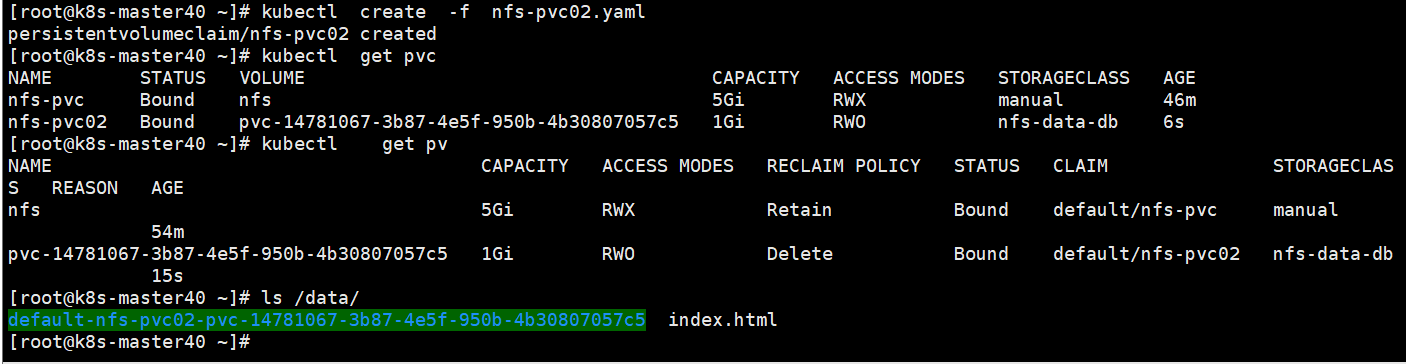 [root@k8s-master40 ~]# kubectl  create  -f  nfs-pvc02.yaml
persistentvolumeclaim/nfs-pvc02 created
[root@k8s-master40 ~]# kubectl  get pvc
NAME        STATUS   VOLUME                                     CAPACITY   ACCESS MODES   STORAGECLASS   AGE
nfs-pvc     Bound    nfs                                        5Gi        RWX            manual         46m
nfs-pvc02   Bound    pvc-14781067-3b87-4e5f-950b-4b30807057c5   1Gi        RWO            nfs-data-db    6s
[root@k8s-master40 ~]# kubectl    get pv
NAME                                       CAPACITY   ACCESS MODES   RECLAIM POLICY   STATUS   CLAIM               STORAGECLAS
S   REASON   AGE
nfs                                        5Gi        RWX            Retain           Bound    default/nfs-pvc     manual
             54m
pvc-14781067-3b87-4e5f-950b-4b30807057c5   1Gi        RWO            Delete           Bound    default/nfs-pvc02   nfs-data-db
             15s
[root@k8s-master40 ~]# ls /data/
default-nfs-pvc02-pvc-14781067-3b87-4e5f-950b-4b30807057c5  index.html
[root@k8s-master40 ~]#